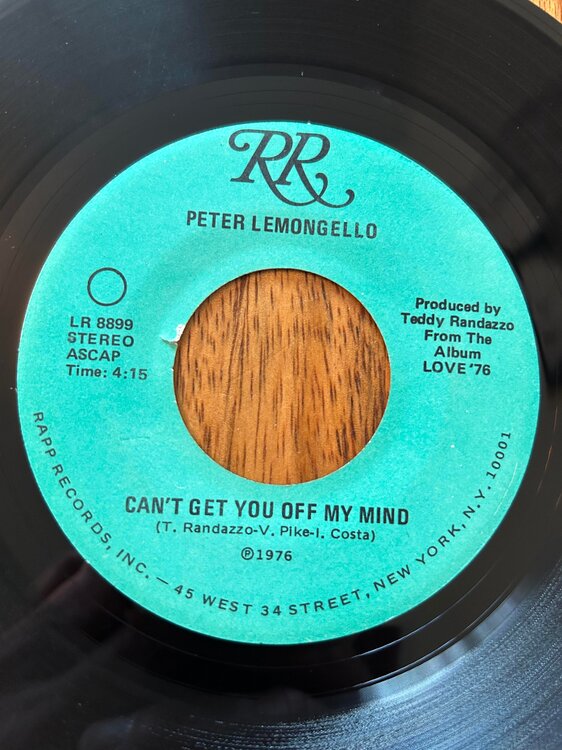 RR
PETER LEMONGELLO
LR 8899
STEREO
ASCAP
Time: 4:15
Produced by
Teddy Randazzo
From The
Album
LOVE '76
CAN'T GET YOU OFF MY MIND
(T. Randazzo-V. Pike-I. Costa)
Ⓟ1976
RAPP RECORDS, INC. — 45 WEST 34 STREET, NEW YORK, N.Y. 10001